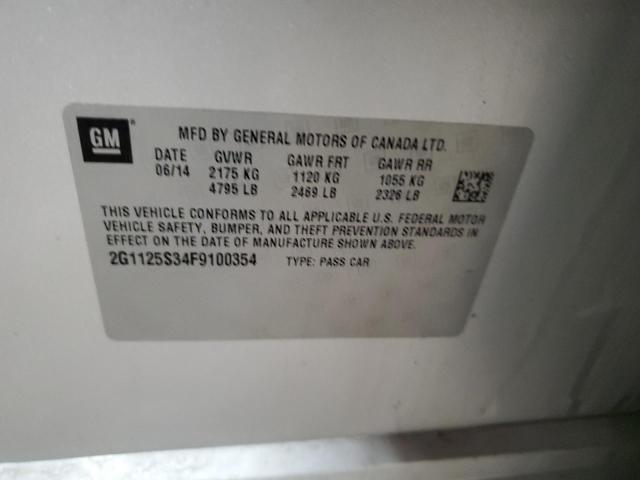 GM
MFD BY GENERAL MOTORS OF CANADA LTD.
DATE GVWR GAWR FRT GAWR RR
06/14 2175 KG 1120 KG 1055 KG
4795 LB 2469 LB 2326 LB
THIS VEHICLE CONFORMS TO ALL APPLICABLE U.S. FEDERAL MOTOR
VEHICLE SAFETY, BUMPER, AND THEFT PREVENTION STANDARDS IN
EFFECT ON THE DATE OF MANUFACTURE SHOWN ABOVE.
2G1125S34F9100354 TYPE: PASS CAR